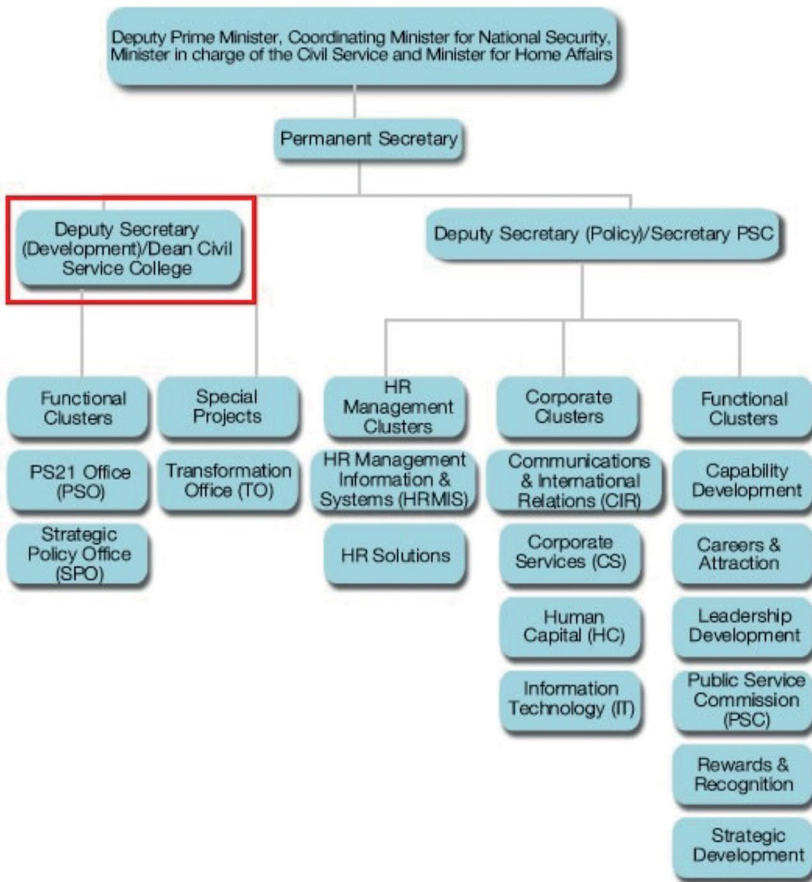 Deputy Prime Minister, Coordinating Minister for National Security,
Minister in charge of the Civil Service and Minister for Home Affairs
Permanent Secretary
Deputy Secretary
(Development)/Dean Civil
Service College
Deputy Secretary (Policy)/Secretary PSC
Functional
Clusters
Special
Projects
HR
Management
Clusters
Corporate
Clusters
Functional
Clusters
PS21 Office
(PSO)
Transformation
Office (TO)
HR Management
Information &
Systems (HRMIS)
Communications
& International
Relations (CIR)
Capability
Development
Strategic
Policy Office
(SPO)
HR Solutions
Corporate
Services (CS)
Careers &
Attraction
Human
Capital (HC)
Leadership
Development
Information
Technology (IT)
Public Service
Commission
(PSC)
Rewards &
Recognition
Strategic
Development